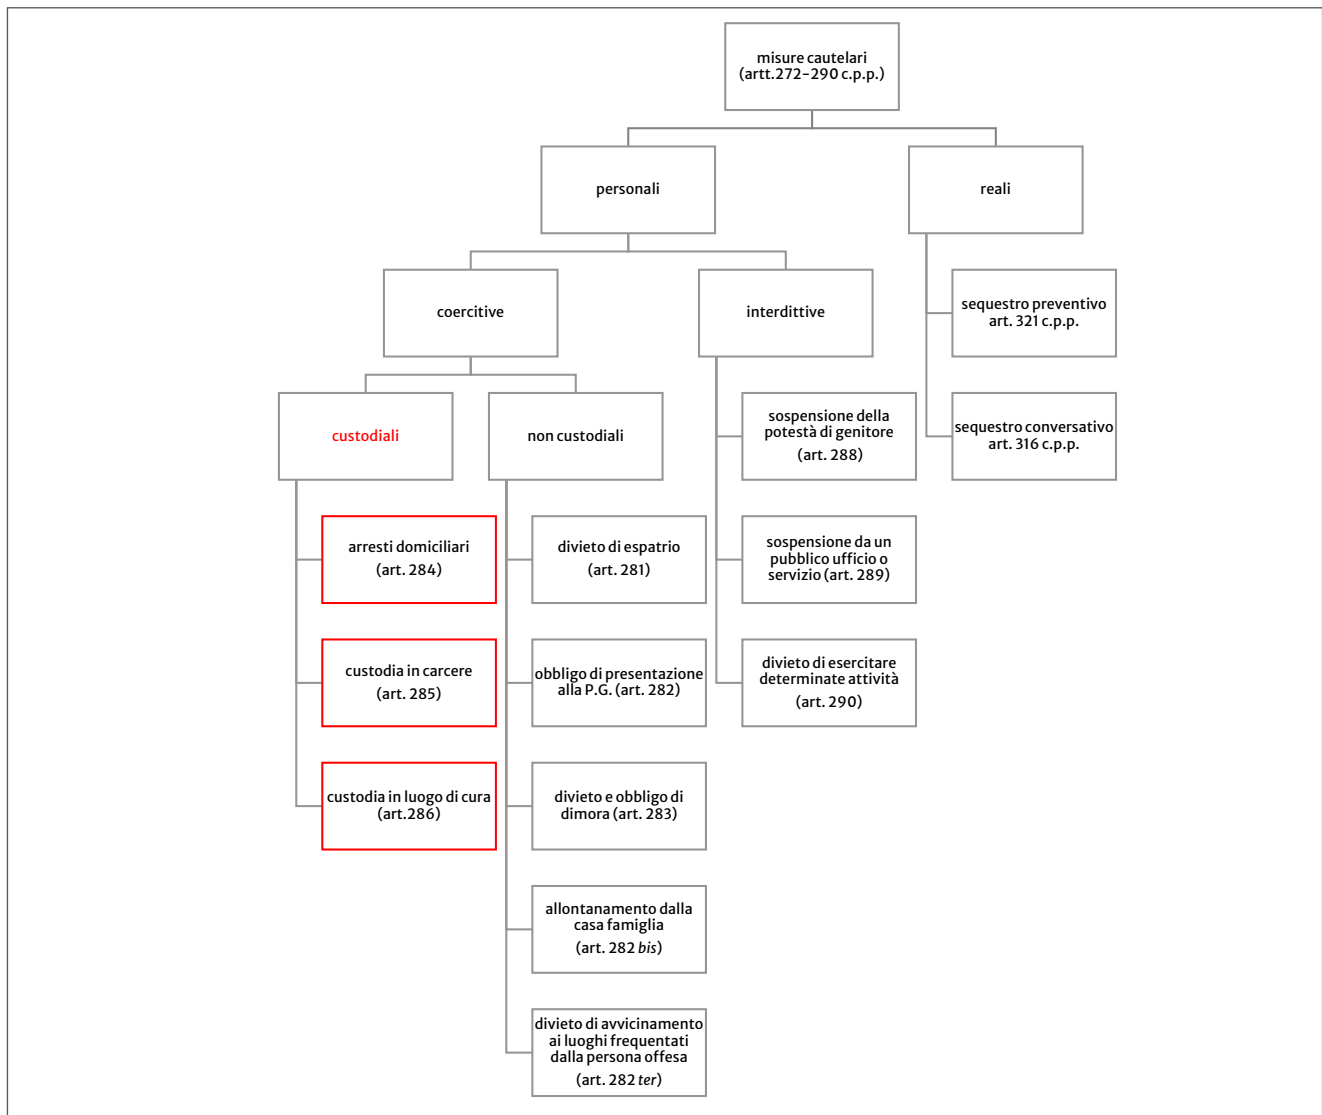 misure cautelari
(artt.272-290 c.p.p.)
personali
reali
coercitive
interdittive
sequestro preventivo
art. 321 c.p.p.
custodiali
non custodiali
sospensione della
potestà di genitore
(art. 288)
sequestro conversativo
art. 316 c.p.p.
arresti domiciliari
(art. 284)
divieto di espatrio
(art. 281)
sospensione da un
pubblico ufficio o
servizio (art. 289)
custodia in carcere
(art. 285)
obbligo di presentazione
alla P.G. (art. 282)
divieto di esercitare
determinate attività
(art. 290)
custodia in luogo di cura
(art.286)
divieto e obbligo di
dimora (art. 283)
allontanamento dalla
casa famiglia
(art. 282 bis)
divieto di avvicinamento
ai luoghi frequentati
dalla persona offesa
(art. 282 ter)